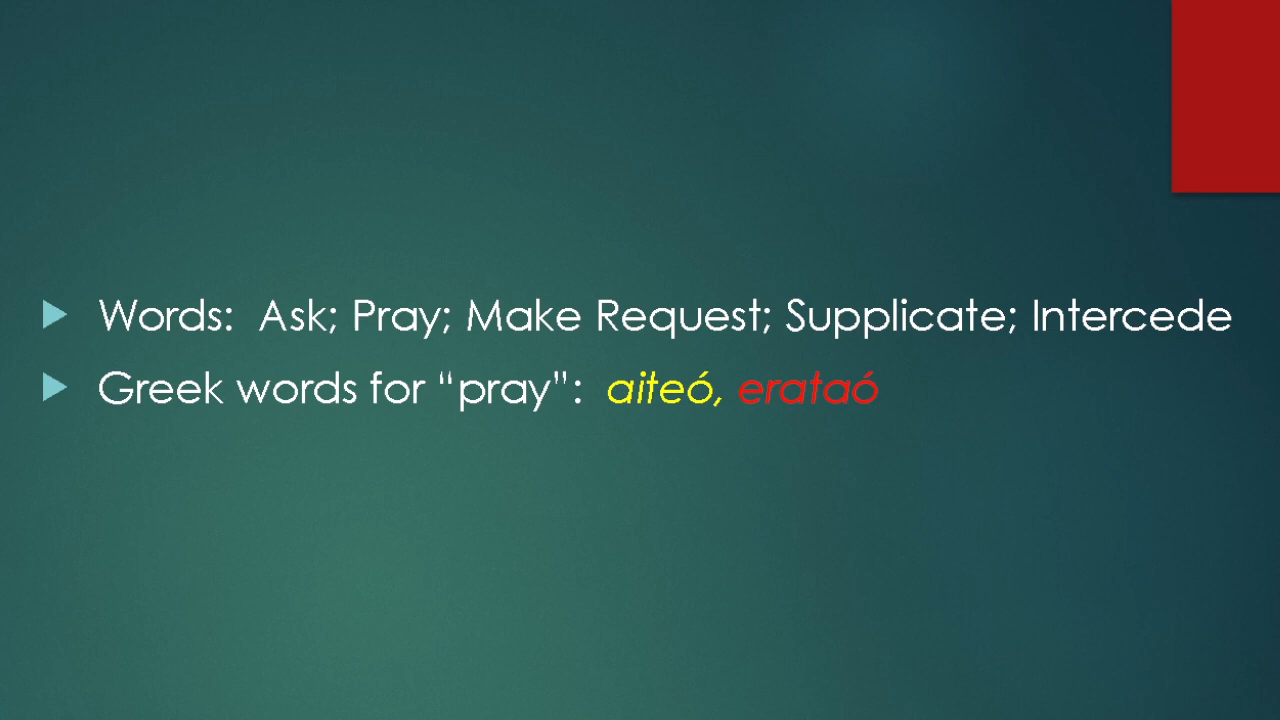 Words:  Ask; Pray; Make Request; Supplicate; Intercede
Greek words for “pray”:  aiteó, erataó